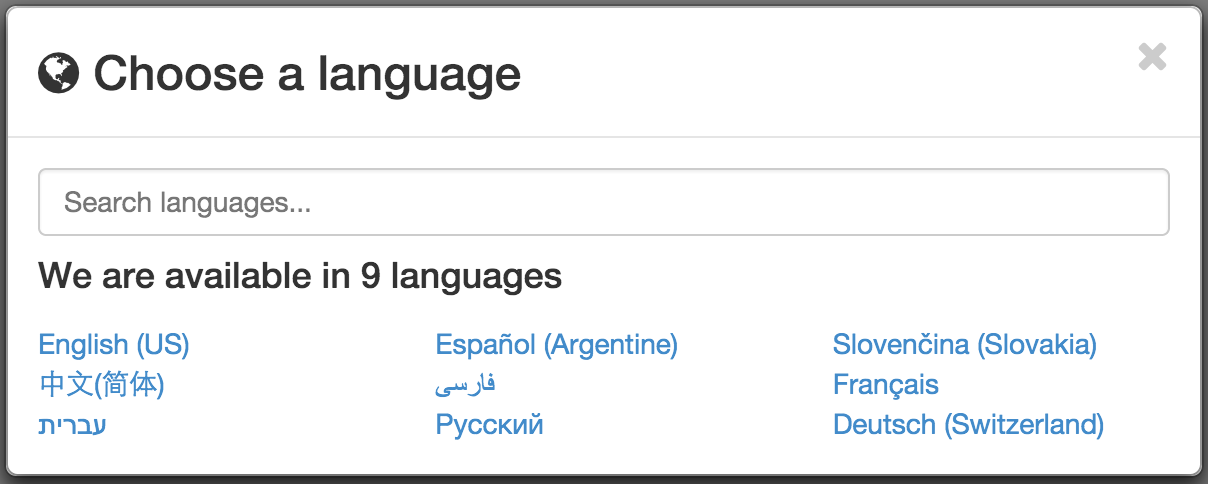 Choose a language
Search languages...
We are available in 9 languages
English (US) Español (Argentine) Slovenčina (Slovakia)
中文(简体) فارسی Français
עברית Русский Deutsch (Switzerland)